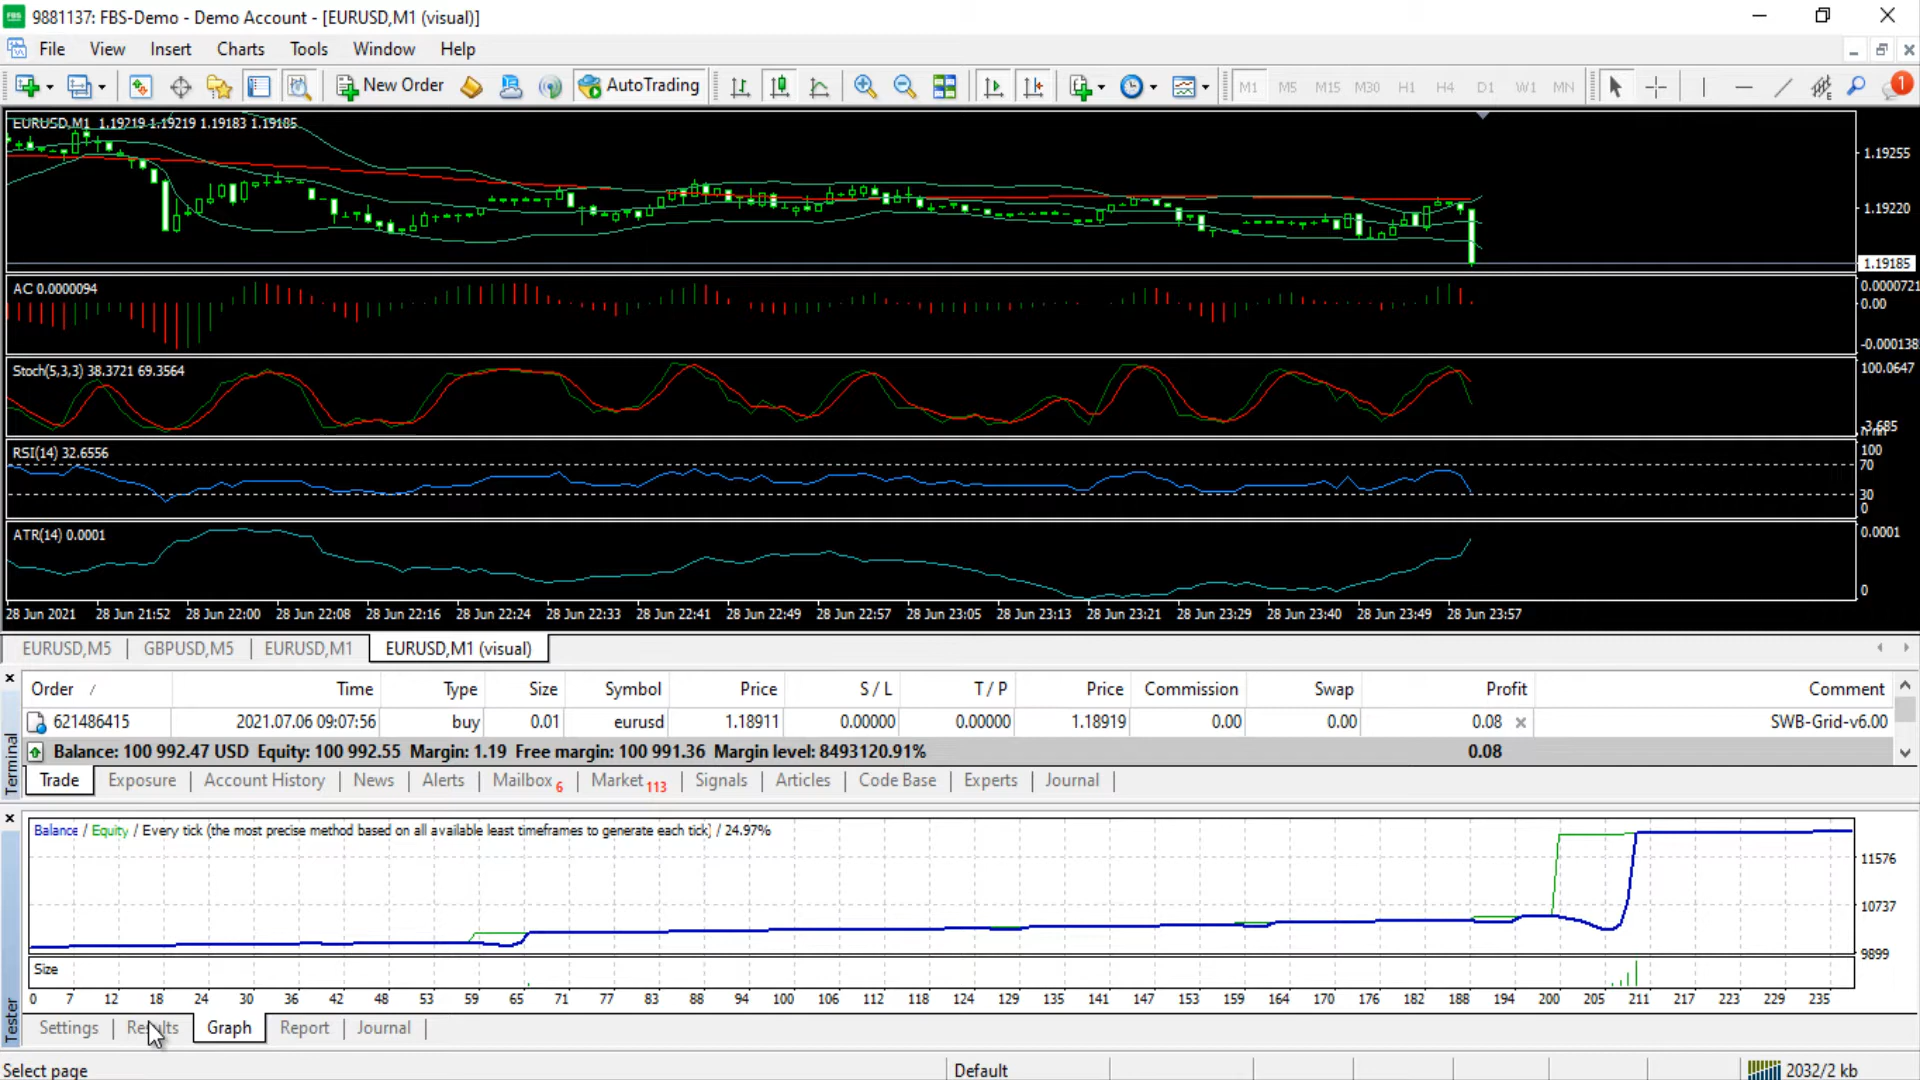 9881137: FBS-Demo - Demo Account - [EURUSD,M1 (visual)]
File View Insert Charts Tools Window Help
New Order AutoTrading M1 M5 M15 M30 H1 H4 D1 W1 MN 1
EURUSD,M1 1.19219 1.19219 1.19183 1.19185
1.19255
1.19220
1.19185
AC 0.0000094
0.0000721
0.00
-0.0001385
Stoch(5,3,3) 38.3721 69.3564
100.0647
-3.685
RSI(14) 32.6556
100
70
30
0
ATR(14) 0.0001
0.0001
0
28 Jun 2021 28 Jun 21:52 28 Jun 22:00 28 Jun 22:08 28 Jun 22:16 28 Jun 22:24 28 Jun 22:33 28 Jun 22:41 28 Jun 22:49 28 Jun 22:57 28 Jun 23:05 28 Jun 23:13 28 Jun 23:21 28 Jun 23:29 28 Jun 23:40 28 Jun 23:49 28 Jun 23:57
EURUSD,M5 GBPUSD,M5 EURUSD,M1 EURUSD,M1 (visual)
Order / Time Type Size Symbol Price S / L T / P Price Commission Swap Profit Comment
621486415 2021.07.06 09:07:56 buy 0.01 eurusd 1.18911 0.00000 0.00000 1.18919 0.00 0.00 0.08 SWB-Grid-v6.00
Balance: 100 992.47 USD Equity: 100 992.55 Margin: 1.19 Free margin: 100 991.36 Margin level: 8493120.91% 0.08
Terminal
Trade Exposure Account History News Alerts Mailbox 6 Market 113 Signals Articles Code Base Experts Journal
Balance / Equity / Every tick (the most precise method based on all available least timeframes to generate each tick) / 24.97%
11576
10737
9899
Size
0 7 12 18 24 30 36 42 48 53 59 65 71 77 83 88 94 100 106 112 118 124 129 135 141 147 153 159 164 170 176 182 188 194 200 205 211 217 223 229 235
Tester
Settings Results Graph Report Journal
Select page Default 2032/2 kb